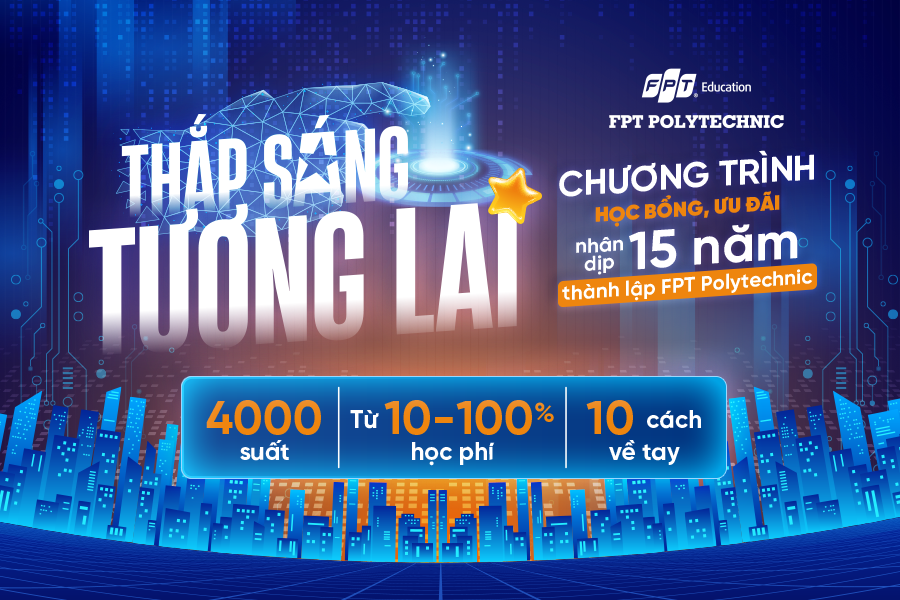 THẮP SÁNG
TƯƠNG LAI
FPT Education
FPT POLYTECHNIC
CHƯƠNG TRÌNH
HỌC BỔNG, ƯU ĐÃI
nhân dịp 15 năm
thành lập FPT Polytechnic
4000
suất
Từ 10-100%
học phí
10 cách
về tay